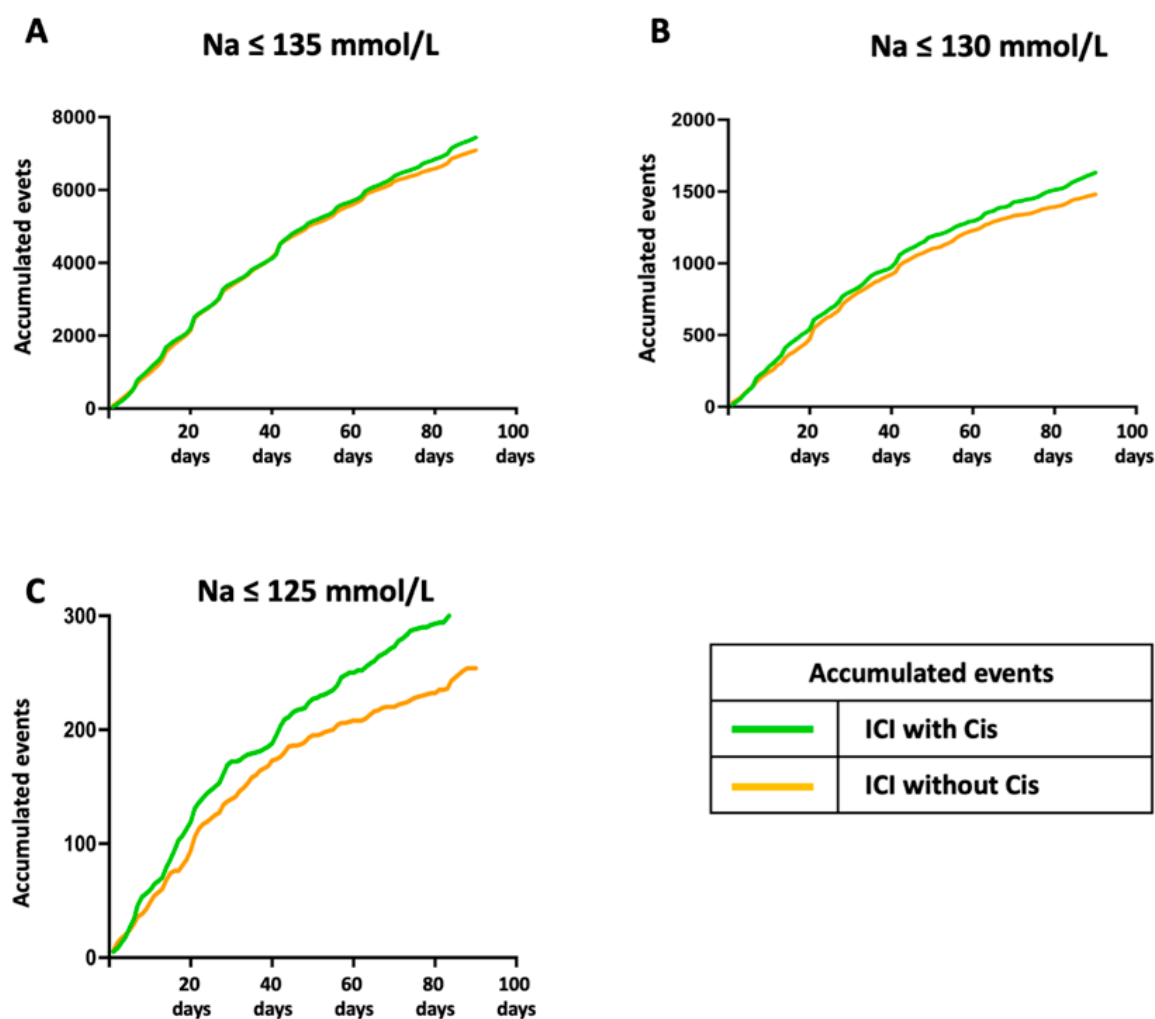 A
Na ≤ 135 mmol/L
Accumulated evets
8000
6000
4000
2000
0
20 40 60 80 100
days days days days days
B
Na ≤ 130 mmol/L
Accumulated events
2000
1500
1000
500
0
20 40 60 80 100
days days days days days
C
Na ≤ 125 mmol/L
Accumulated events
300
200
100
0
20 40 60 80 100
days days days days days
Accumulated events
ICI with Cis
ICI without Cis